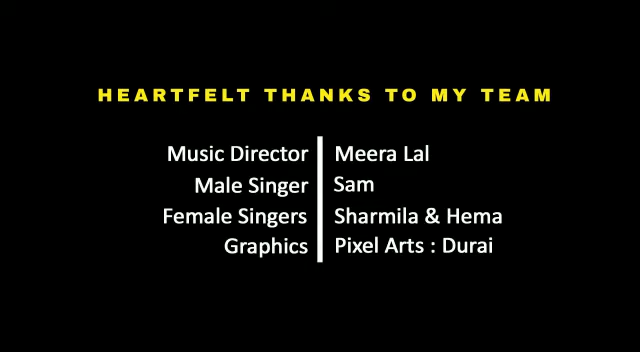 HEARTFELT THANKS TO MY TEAM
Music Director | Meera Lal
Male Singer | Sam
Female Singers | Sharmila & Hema
Graphics | Pixel Arts : Durai